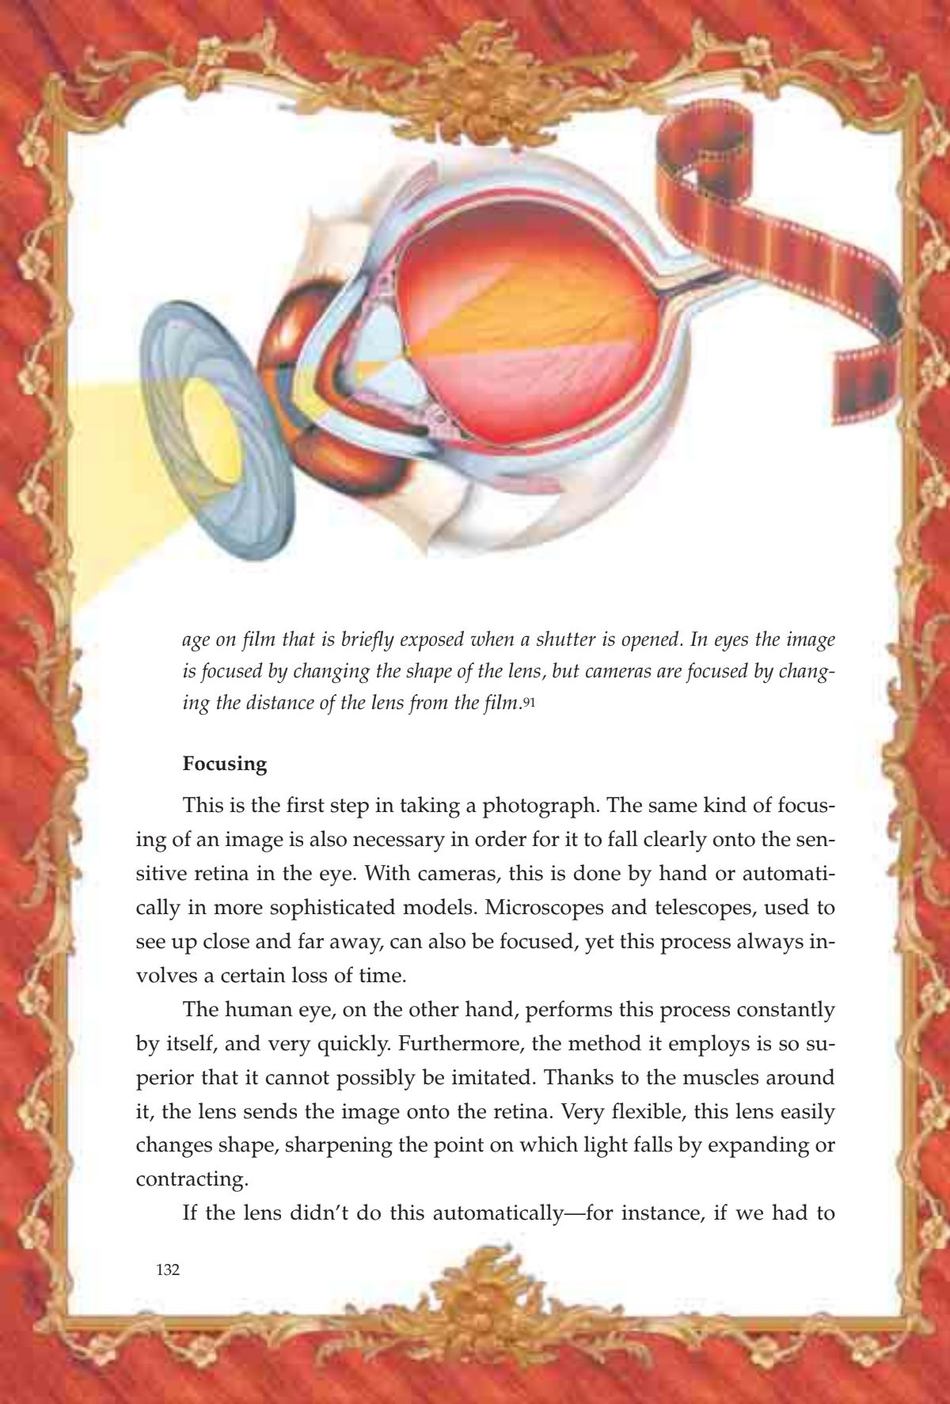 age on film that is briefly exposed when a shutter is opened. In eyes the image
is focused by changing the shape of the lens, but cameras are focused by chang-
ing the distance of the lens from the film.91
Focusing
This is the first step in taking a photograph. The same kind of focus-
ing of an image is also necessary in order for it to fall clearly onto the sen-
sitive retina in the eye. With cameras, this is done by hand or automati-
cally in more sophisticated models. Microscopes and telescopes, used to
see up close and far away, can also be focused, yet this process always in-
volves a certain loss of time.
The human eye, on the other hand, performs this process constantly
by itself, and very quickly. Furthermore, the method it employs is so su-
perior that it cannot possibly be imitated. Thanks to the muscles around
it, the lens sends the image onto the retina. Very flexible, this lens easily
changes shape, sharpening the point on which light falls by expanding or
contracting.
If the lens didn't do this automatically—for instance, if we had to
132